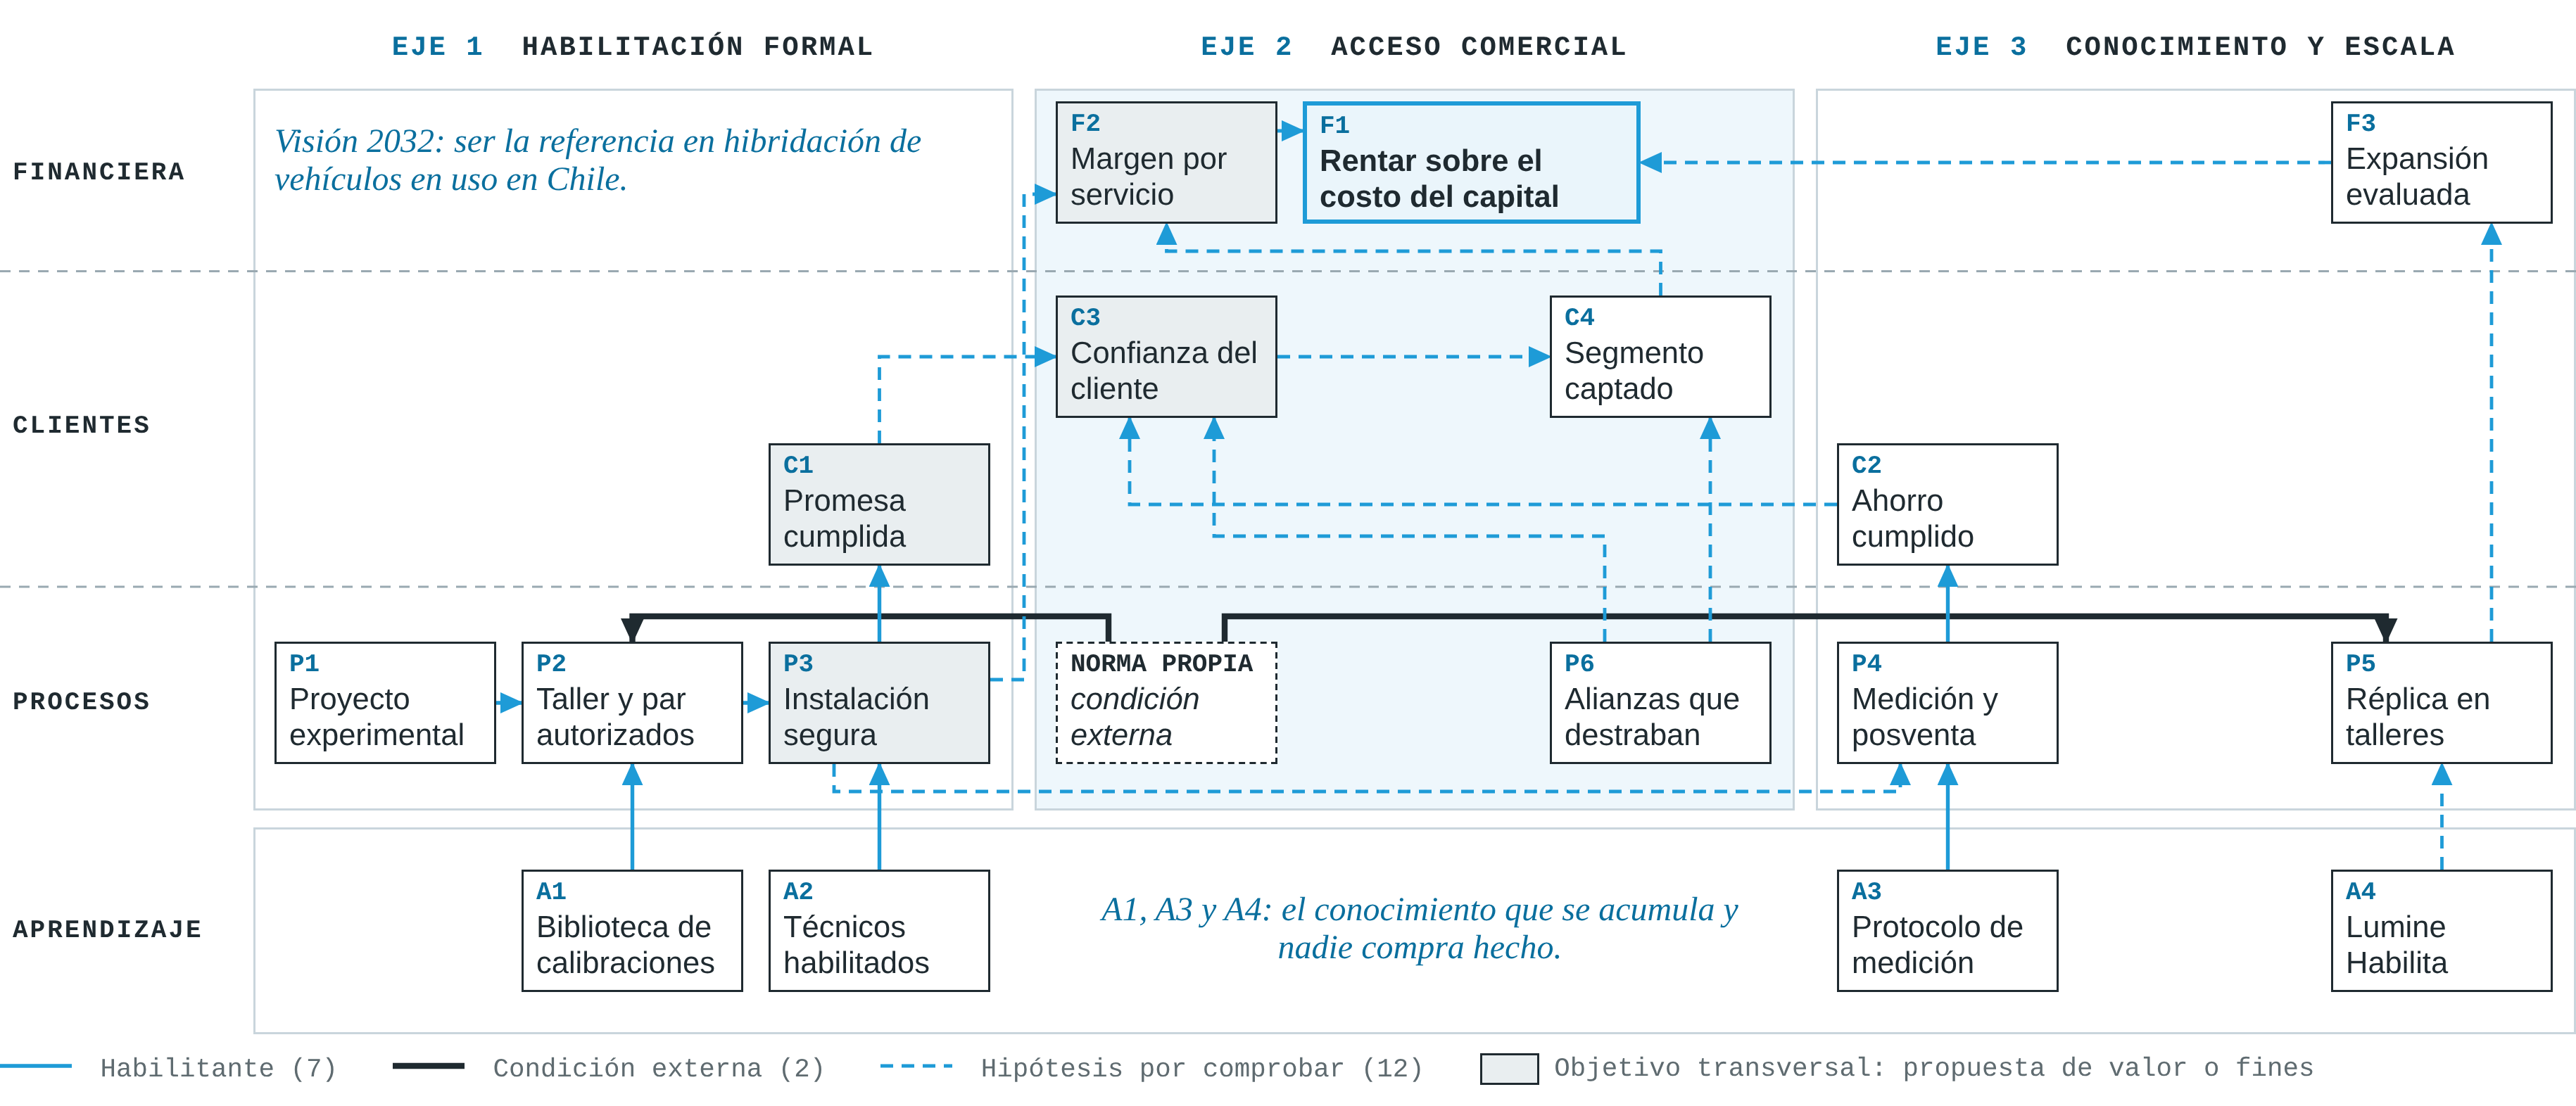 EJE 1 HABILITACIÓN FORMAL
EJE 2 ACCESO COMERCIAL
EJE 3 CONOCIMIENTO Y ESCALA
FINANCIERA
Visión 2032: ser la referencia en hibridación de
vehículos en uso en Chile.
F2
Margen por
servicio
F1
Rentar sobre el
costo del capital
F3
Expansión
evaluada
CLIENTES
C3
Confianza del
cliente
C4
Segmento
captado
C1
Promesa
cumplida
C2
Ahorro
cumplido
PROCESOS
P1
Proyecto
experimental
P2
Taller y par
autorizados
P3
Instalación
segura
NORMA PROPIA
condición
externa
P6
Alianzas que
destraban
P4
Medición y
posventa
P5
Réplica en
talleres
APRENDIZAJE
A1
Biblioteca de
calibraciones
A2
Técnicos
habilitados
A1, A3 y A4: el conocimiento que se acumula y
nadie compra hecho.
A3
Protocolo de
medición
A4
Lumine
Habilita
Habilitante (7)
Condición externa (2)
Hipótesis por comprobar (12)
Objetivo transversal: propuesta de valor o fines